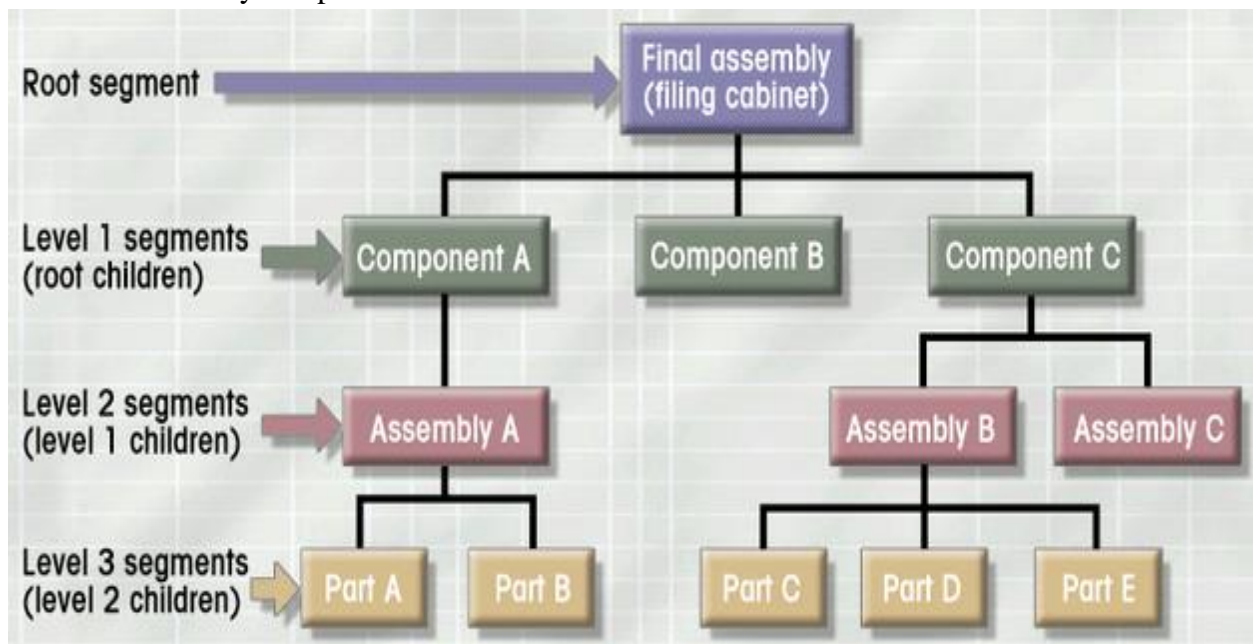 Final assembly
(filing cabinet)
Root segment
Level 1 segments
(root children)
Component A
Component B
Component C
Level 2 segments
(level 1 children)
Assembly A
Assembly B
Assembly C
Level 3 segments
(level 2 children)
Part A
Part B
Part C
Part D
Part E